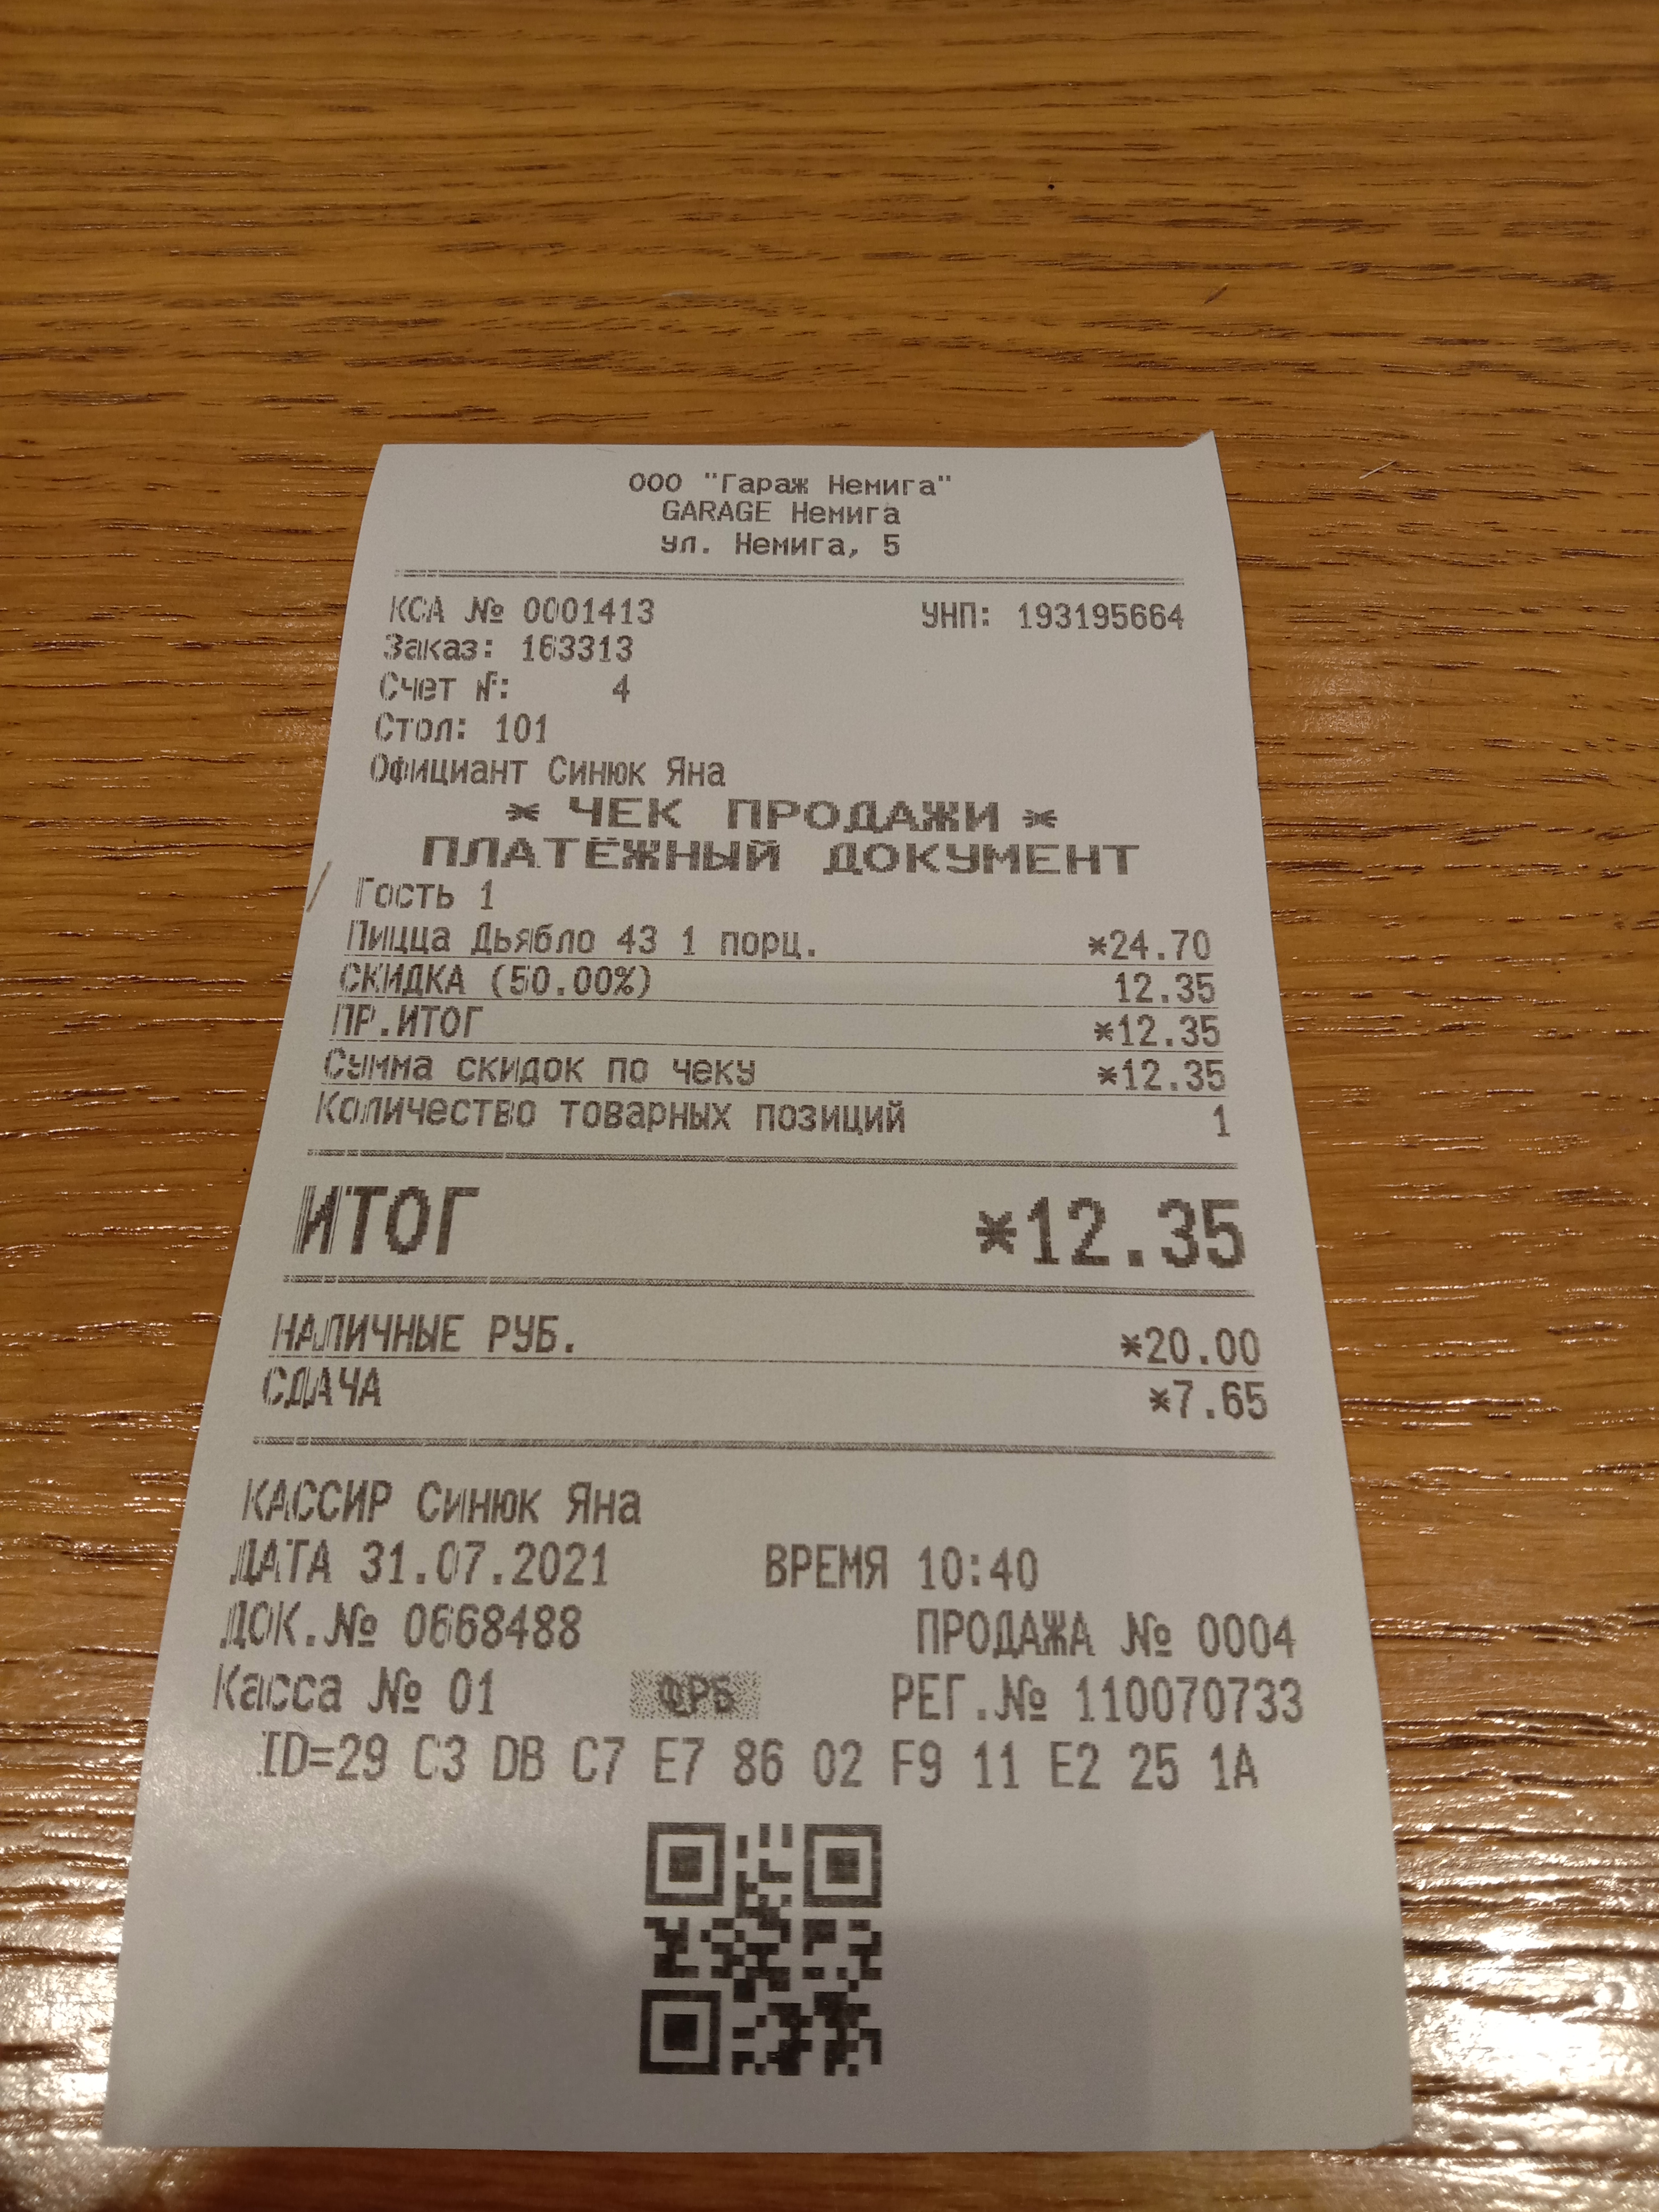 ООО "Гараж Немига"
GARAGE Немига
ул. Немига, 5
КСА № 0001413 УНП: 193195664
Заказ: 163313
Счет №: 4
Стол: 101
Официант Синюк Яна
* ЧЕК ПРОДАЖИ *
ПЛАТЁЖНЫЙ ДОКУМЕНТ
Гость 1
Пицца Дьябло 43 1 порц. *24.70
СКИДКА (50.00%) 12.35
ПР.ИТОГ *12.35
Сумма скидок по чеку *12.35
Количество товарных позиций 1
ИТОГ *12.35
НАЛИЧНЫЕ РУБ. *20.00
СДАЧА *7.65
КАССИР Синюк Яна
ДАТА 31.07.2021 ВРЕМЯ 10:40
ДОК.№ 0668488 ПРОДАЖА № 0004
Касса № 01 ФРБ РЕГ.№ 110070733
ID=29 C3 DB C7 E7 86 02 F9 11 E2 25 1A